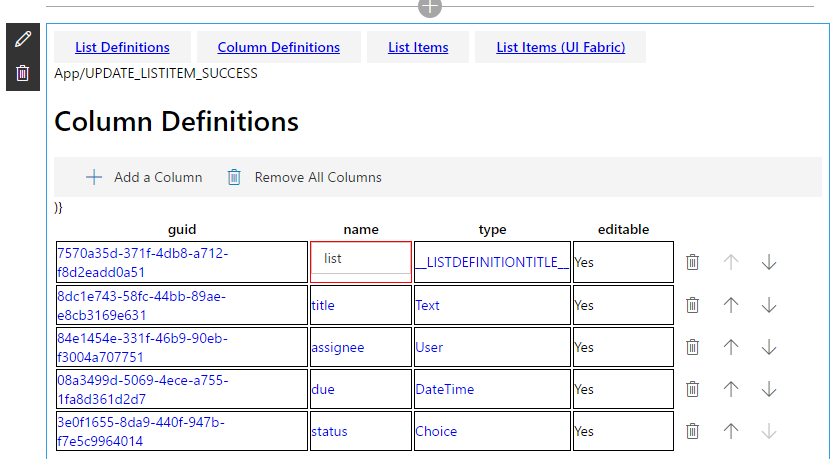 List Definitions Column Definitions List Items List Items (UI Fabric)
App/UPDATE_LISTITEM_SUCCESS
Column Definitions
Add a Column Remove All Columns
)}
guid name type editable
7570a35d-371f-4db8-a712-
f8d2eadd0a51 list __LISTDEFINITIONTITLE__ Yes
8dc1e743-58fc-44bb-89ae-
e8cb3169e631 title Text Yes
84e1454e-331f-46b9-90eb-
f3004a707751 assignee User Yes
08a3499d-5069-4ece-a755-
1fa8d361d2d7 due DateTime Yes
3e0f1655-8da9-440f-947b-
f7e5c9964014 status Choice Yes